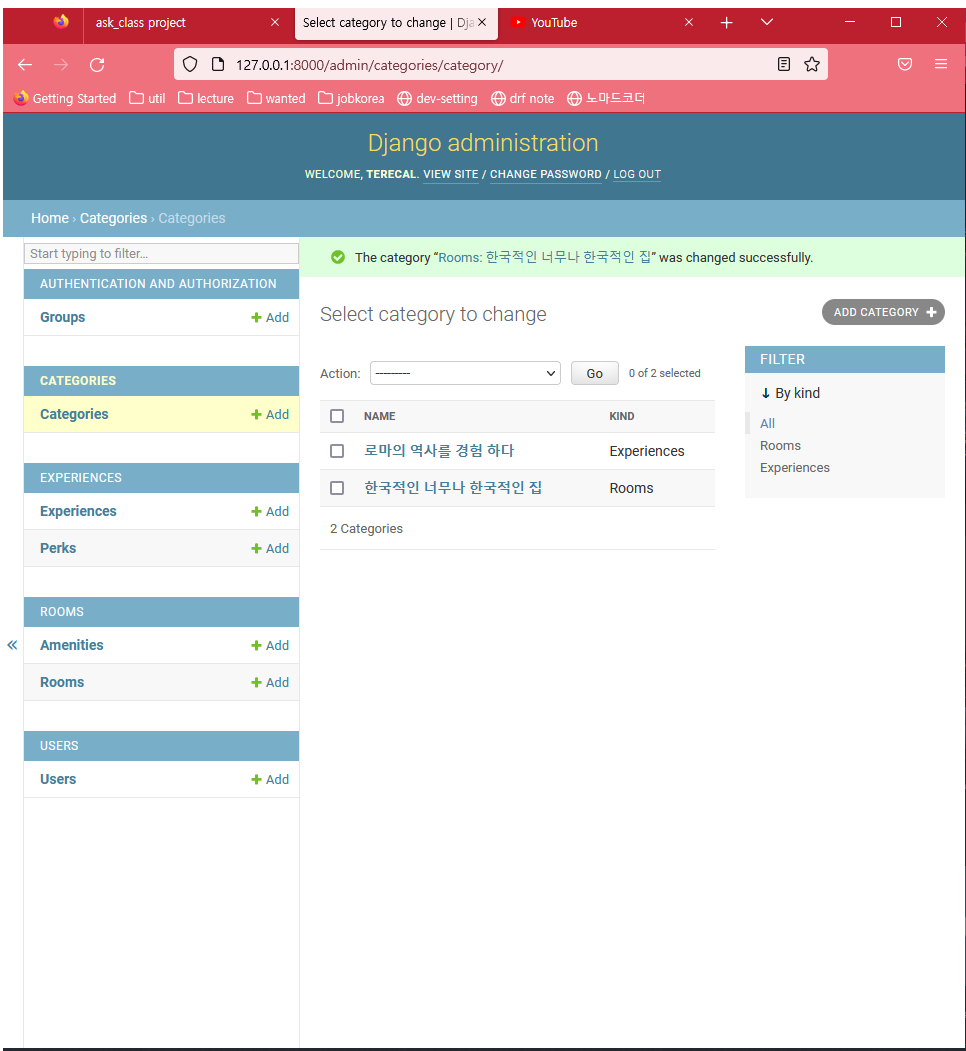 ask_class project
Select category to change | Dja
YouTube
127.0.0.1:8000/admin/categories/category/
Getting Started util lecture wanted jobkorea dev-setting drf note 노마드코더
Django administration
WELCOME, TERECAL. VIEW SITE / CHANGE PASSWORD / LOG OUT
Home › Categories › Categories
Start typing to filter...
AUTHENTICATION AND AUTHORIZATION
Groups Add
CATEGORIES
Categories Add
EXPERIENCES
Experiences Add
Perks Add
ROOMS
Amenities Add
Rooms Add
USERS
Users Add
«
The category “Rooms: 한국적인 너무나 한국적인 집” was changed successfully.
Select category to change
ADD CATEGORY +
Action: --------- Go 0 of 2 selected
NAME KIND
로마의 역사를 경험 하다 Experiences
한국적인 너무나 한국적인 집 Rooms
2 Categories
FILTER
↓ By kind
All
Rooms
Experiences